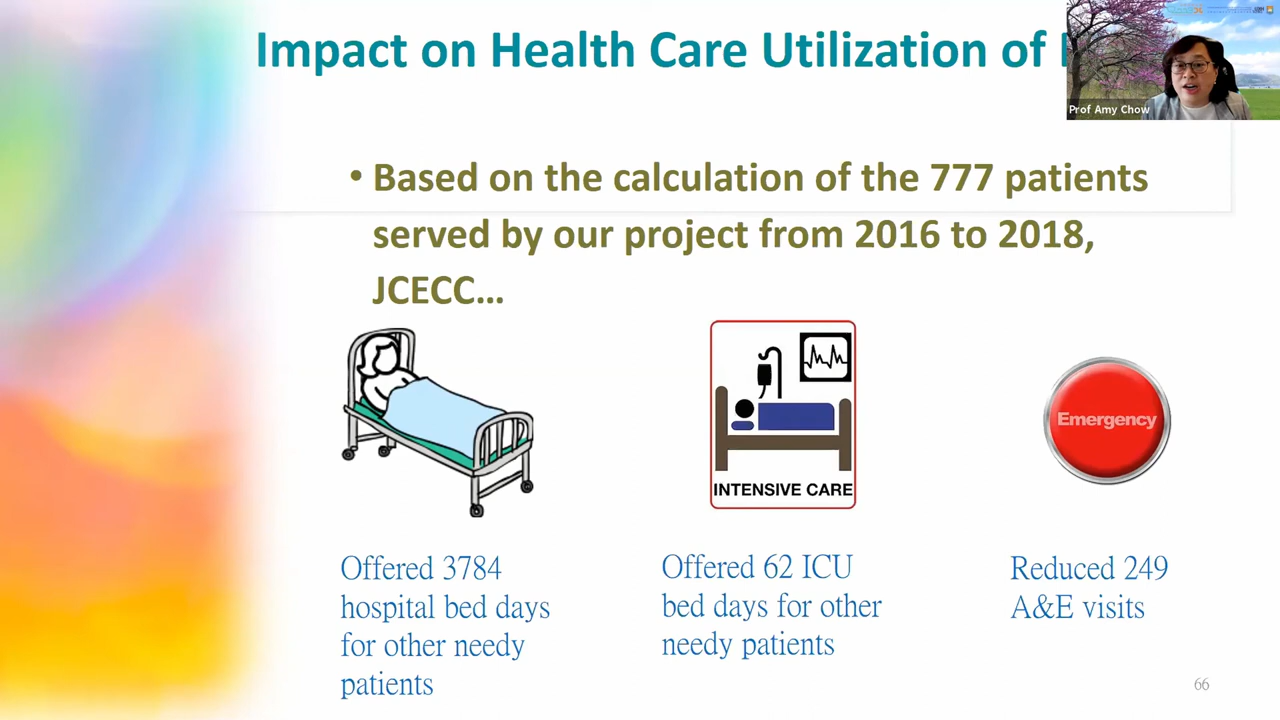 Impact on Health Care Utilization of
Prof Amy Chow
• Based on the calculation of the 777 patients
served by our project from 2016 to 2018,
JCECC…
INTENSIVE CARE
Emergency
Offered 3784
hospital bed days
for other needy
patients
Offered 62 ICU
bed days for other
needy patients
Reduced 249
A&E visits
66